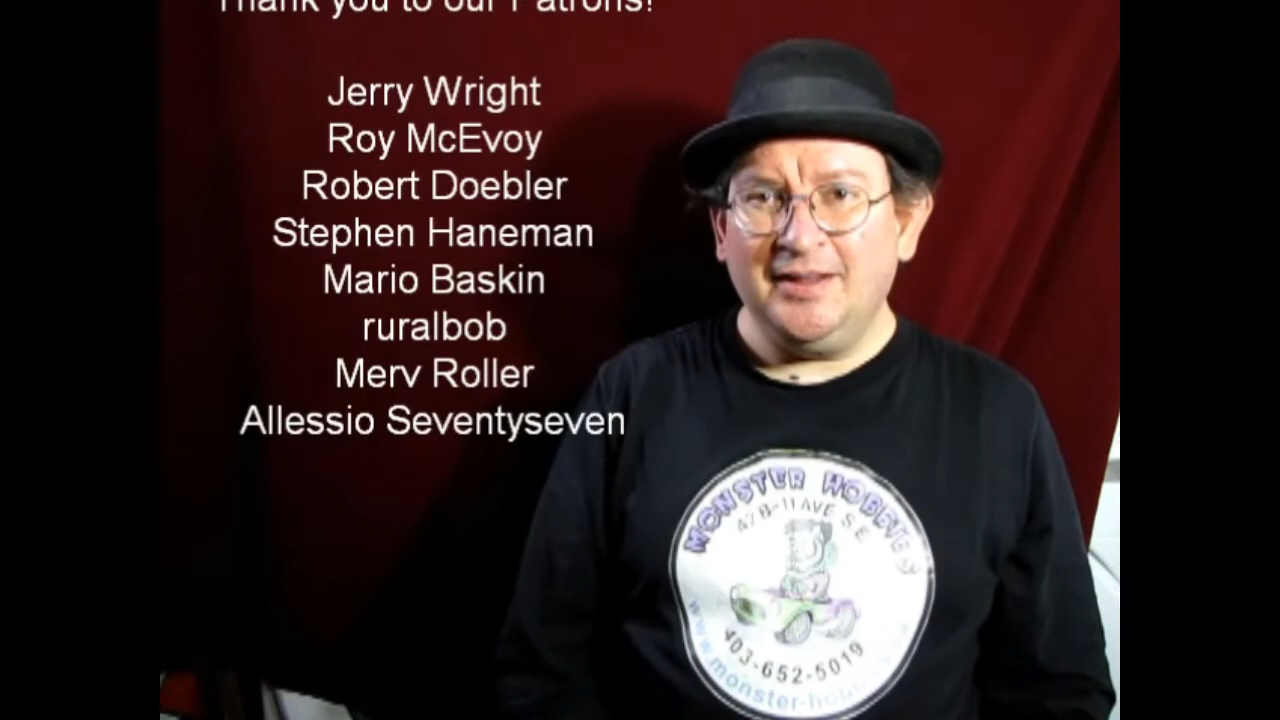 Thank you to our Patrons!
Jerry Wright
Roy McEvoy
Robert Doebler
Stephen Haneman
Mario Baskin
ruralbob
Merv Roller
Allessio Seventyseven
MONSTER HOBBIES
42B-11 AVE S.E.
403-652-5019
www.monster-hobbies